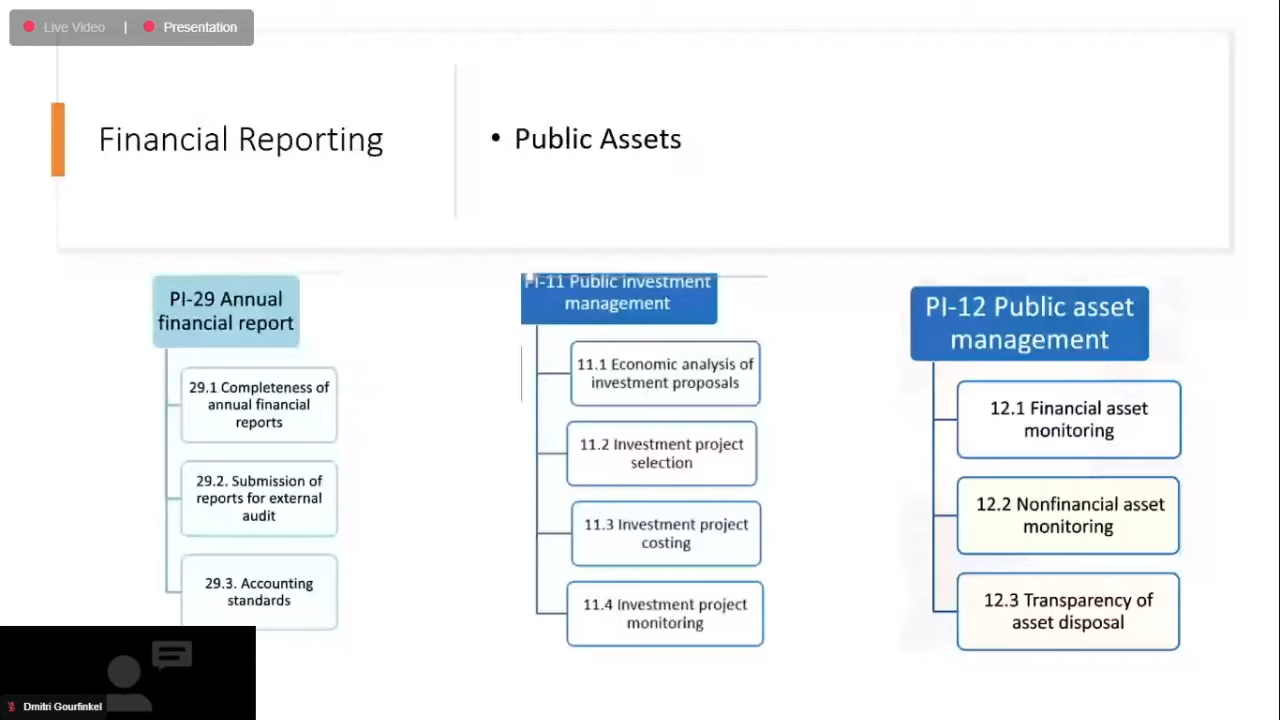 Live Video | Presentation
Financial Reporting
• Public Assets
PI-29 Annual
financial report
29.1 Completeness of
annual financial
reports
29.2. Submission of
reports for external
audit
29.3. Accounting
standards
PI-11 Public investment
management
11.1 Economic analysis of
investment proposals
11.2 Investment project
selection
11.3 Investment project
costing
11.4 Investment project
monitoring
PI-12 Public asset
management
12.1 Financial asset
monitoring
12.2 Nonfinancial asset
monitoring
12.3 Transparency of
asset disposal
Dmitri Gourfinkel